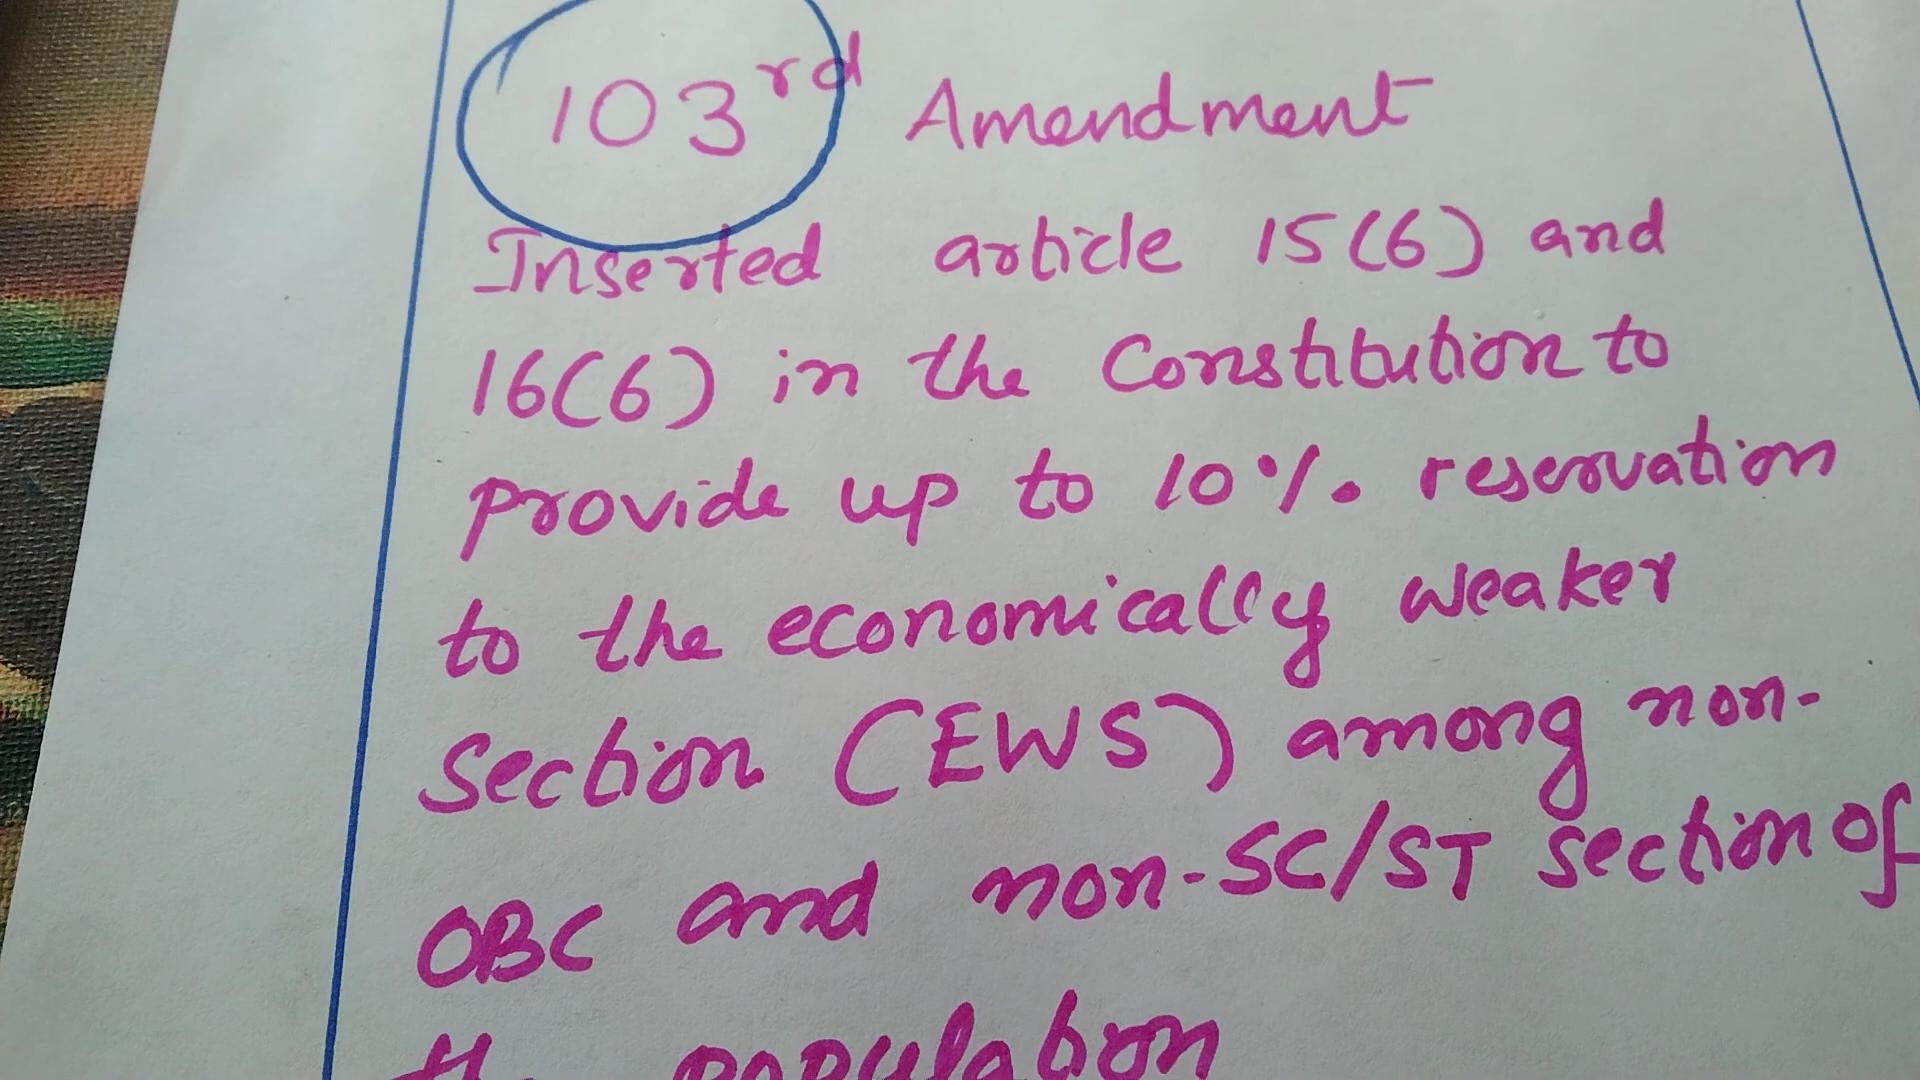 103rd Amendment
Inserted article 15(6) and
16(6) in the Constitution to
provide up to 10%. reservation
to the economically weaker
Section (EWS) among non-
OBC and non-SC/ST section of
population